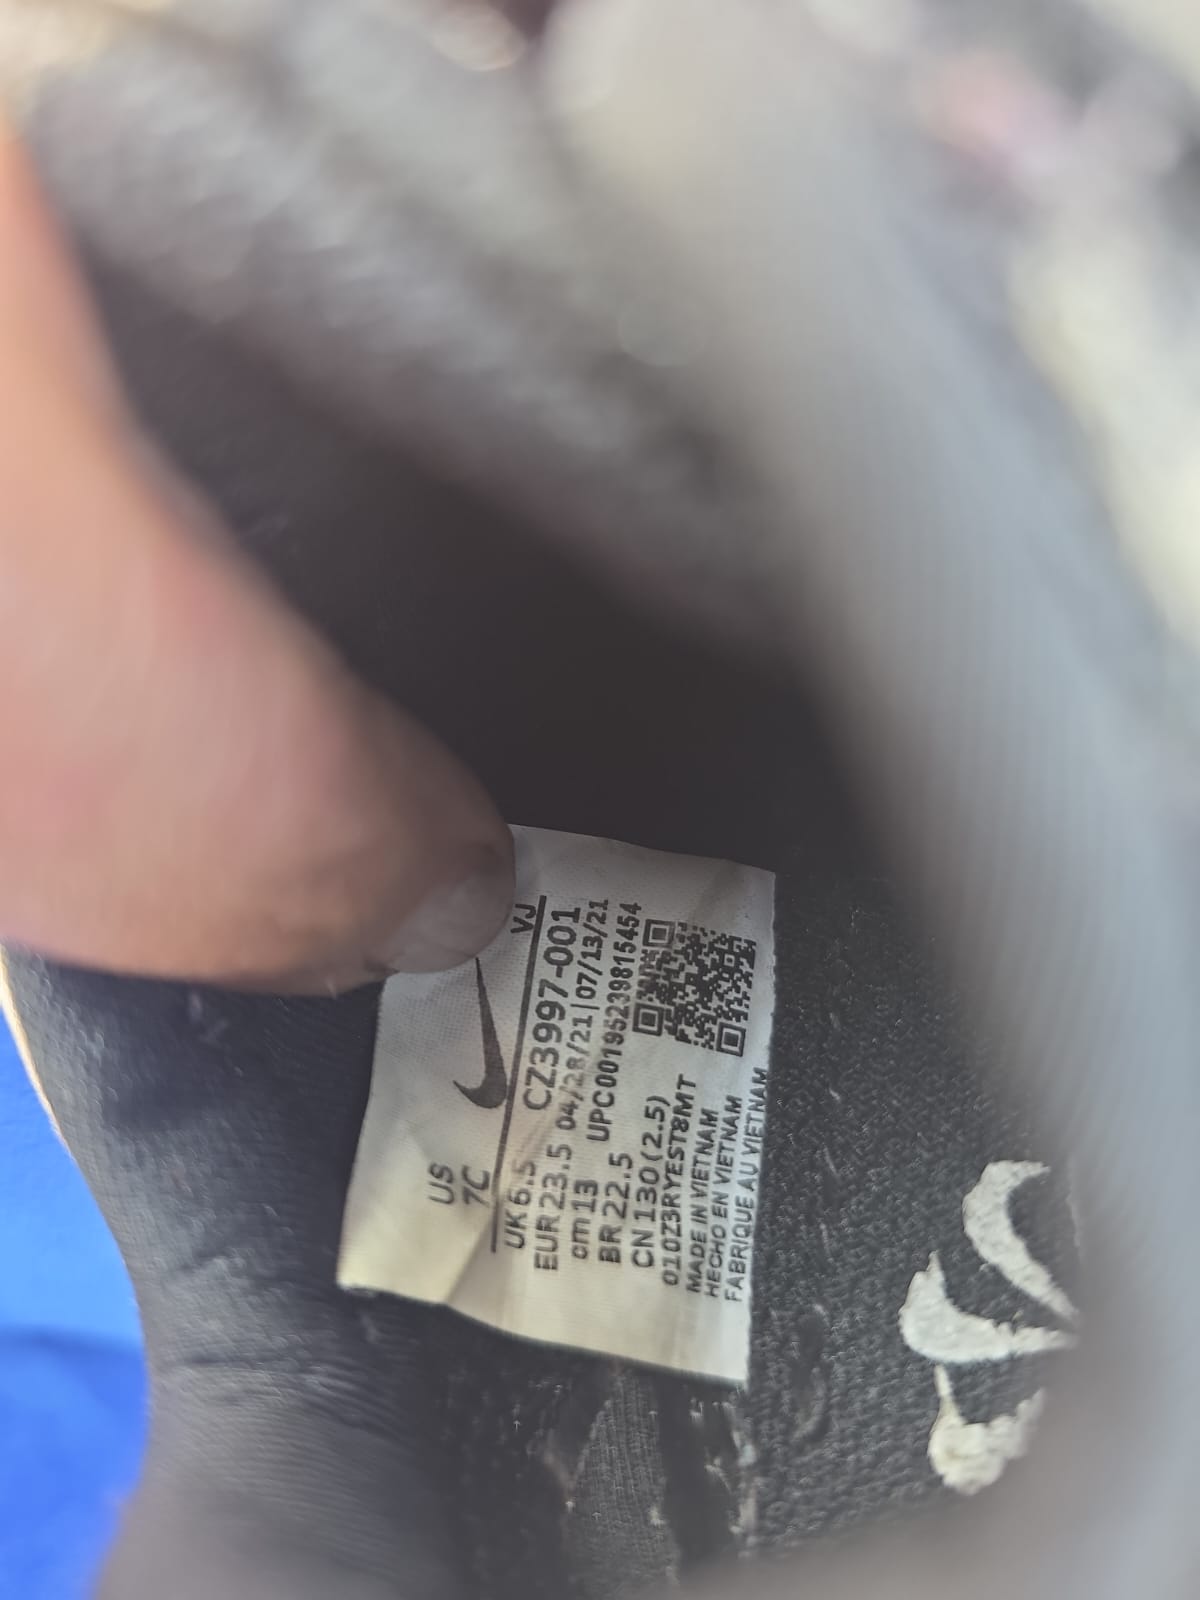 VJ
US
7C
UK 6.5 CZ3997-001
EUR 23.5 04/28/21 | 07/13/21
cm 13 UPC00195239815454
BR 22.5
CN 130 (2.5)
010Z3RYEST8MT
MADE IN VIETNAM
HECHO EN VIETNAM
FABRIQUE AU VIETNAM